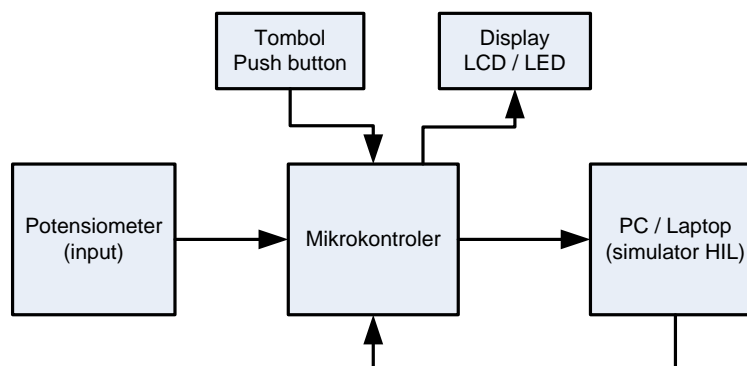 Tombol
Push button
Display
LCD / LED
Potensiometer
(input)
Mikrokontroler
PC / Laptop
(simulator HIL)